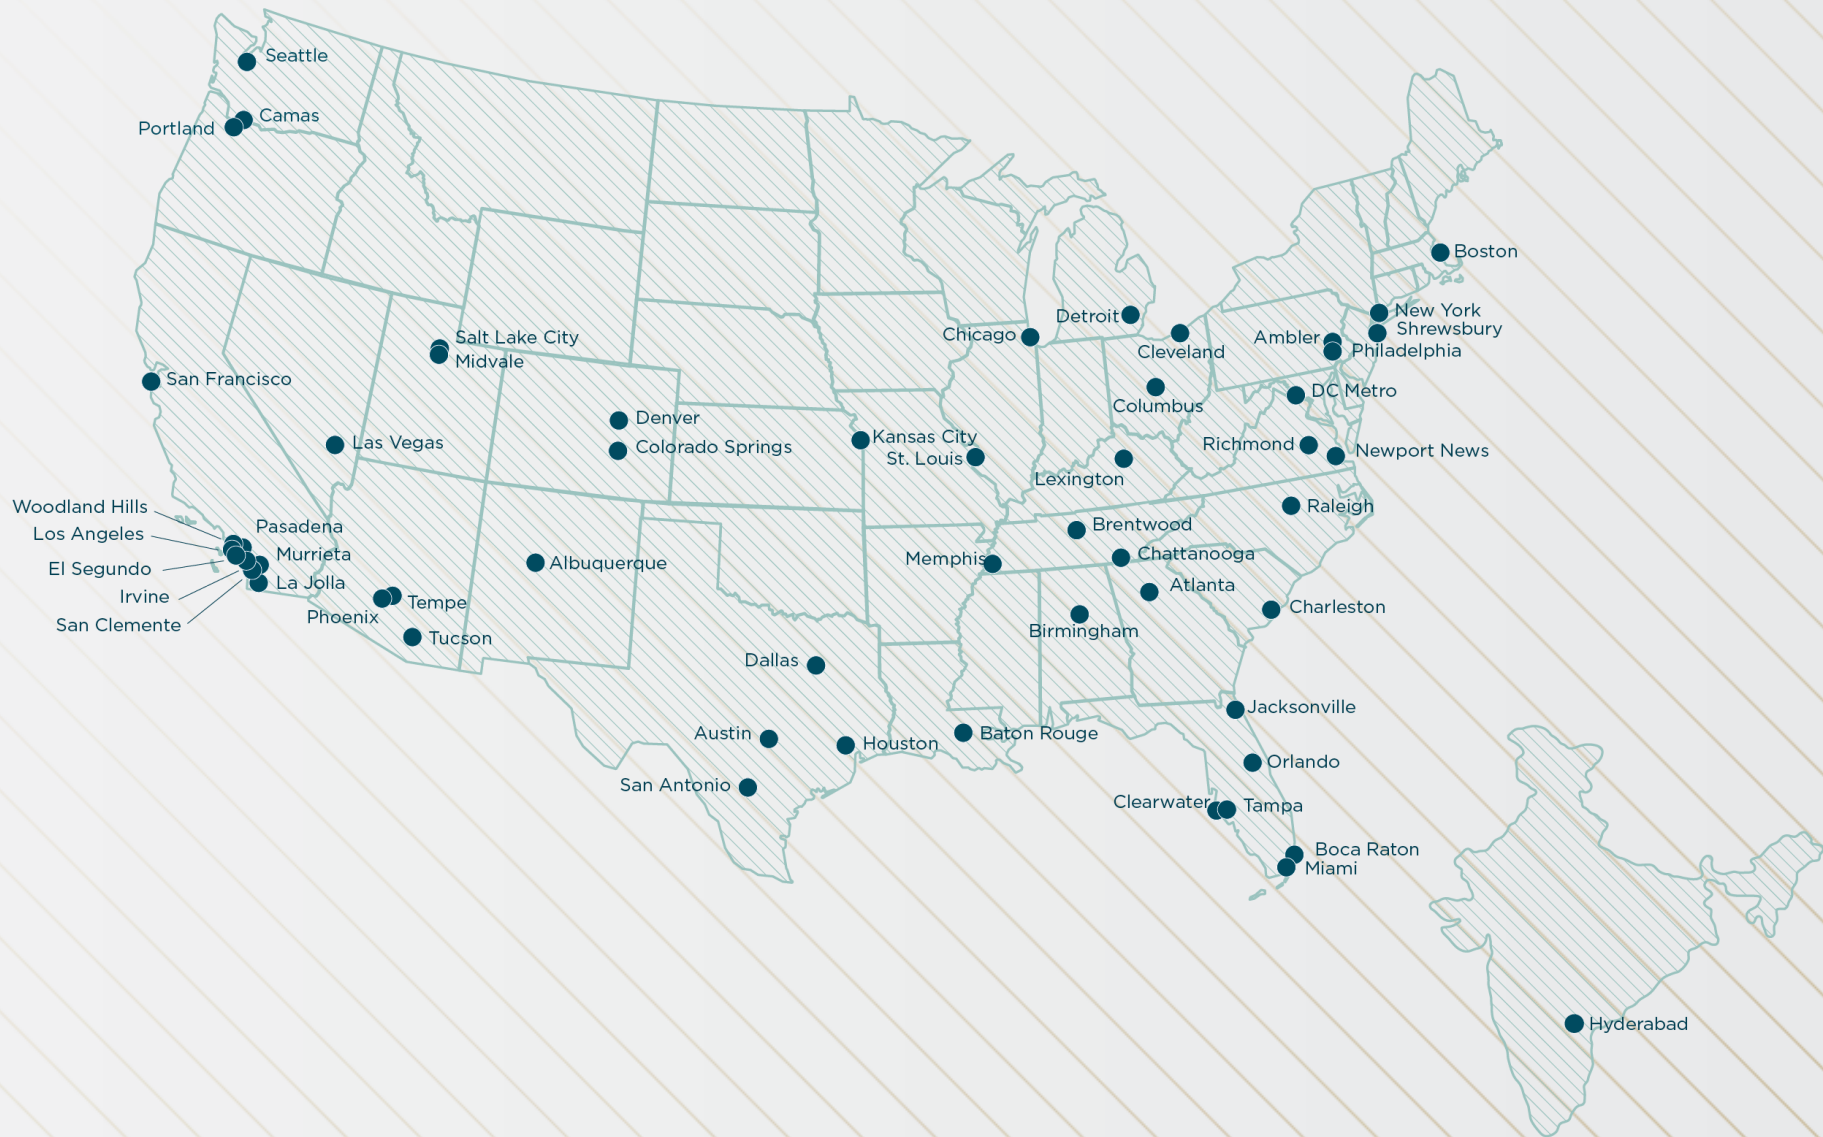 Seattle
Camas
Portland
Boston
New York
Detroit
Shrewsbury
Chicago
Salt Lake City
Ambler
Cleveland
Philadelphia
Midvale
San Francisco
DC Metro
Columbus
Denver
Kansas City
Las Vegas
Richmond
Colorado Springs
Newport News
St. Louis
Lexington
Woodland Hills
Raleigh
Pasadena
Brentwood
Los Angeles
Murrieta
Chattanooga
Memphis
Albuquerque
El Segundo
La Jolla
Atlanta
Irvine
Tempe
Charleston
Phoenix
San Clemente
Birmingham
Tucson
Dallas
Jacksonville
Austin
Baton Rouge
Houston
Orlando
San Antonio
Clearwater
Tampa
Boca Raton
Miami
Hyderabad